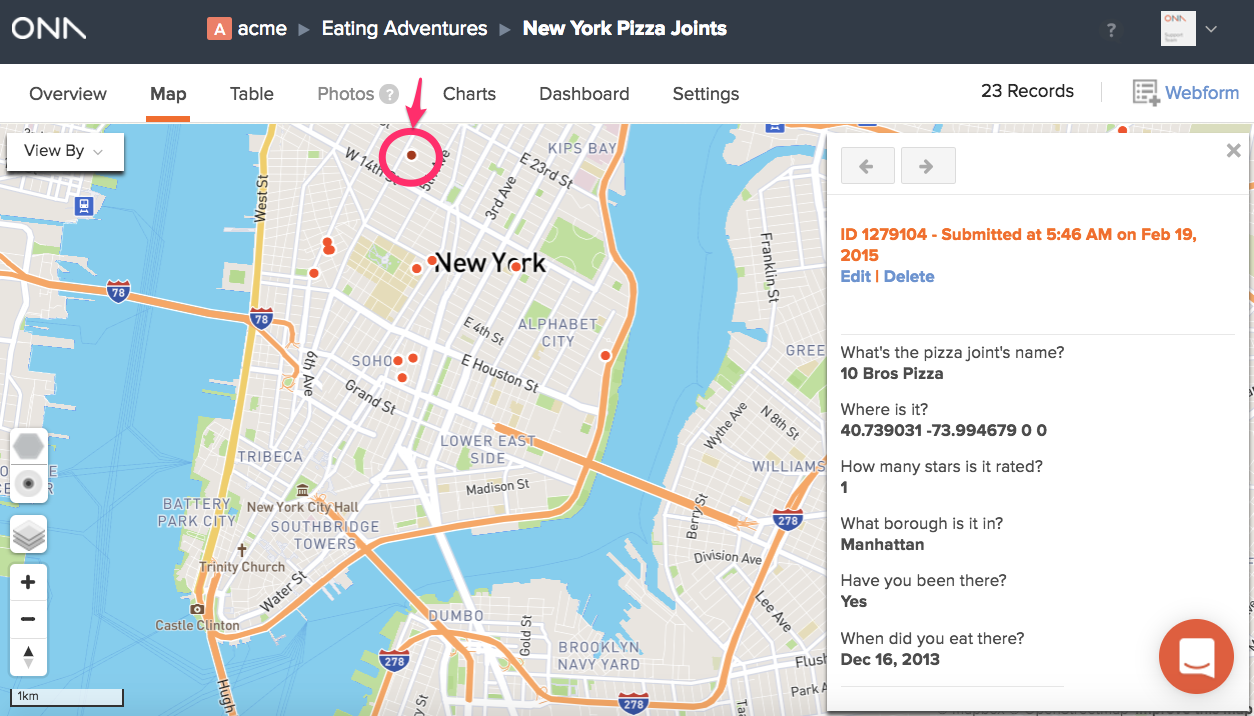 ONA
A acme ▶ Eating Adventures ▶ New York Pizza Joints
?
ONA
Support
Team
Overview
Map
Table
Photos ?
Charts
Dashboard
Settings
23 Records
Webform
View By
KIPS BAY
W 14th St
5th Ave
E 23rd St
3rd Ave
West St
New York
Franklin St
78
78
E 4th St
ALPHABET
CITY
SOHO
E Houston St
GREE
6th Ave
Grand St
Wythe Ave
N 8th St
LOWER EAST
SIDE
WILLIAMS
TRIBECA
Madison St
BATTERY
PARK CITY
New York City Hall
SOUTHBRIDGE
TOWERS
Berry St
278
Division Ave
Trinity Church
Water St
Lee Ave
Castle Clinton
DUMBO
Gold St
BROOKLYN
NAVY YARD
278
Flush
Park A
278
Hugh
1km
ID 1279104 - Submitted at 5:46 AM on Feb 19,
2015
Edit | Delete
What's the pizza joint's name?
10 Bros Pizza
Where is it?
40.739031 -73.994679 0 0
How many stars is it rated?
1
What borough is it in?
Manhattan
Have you been there?
Yes
When did you eat there?
Dec 16, 2013